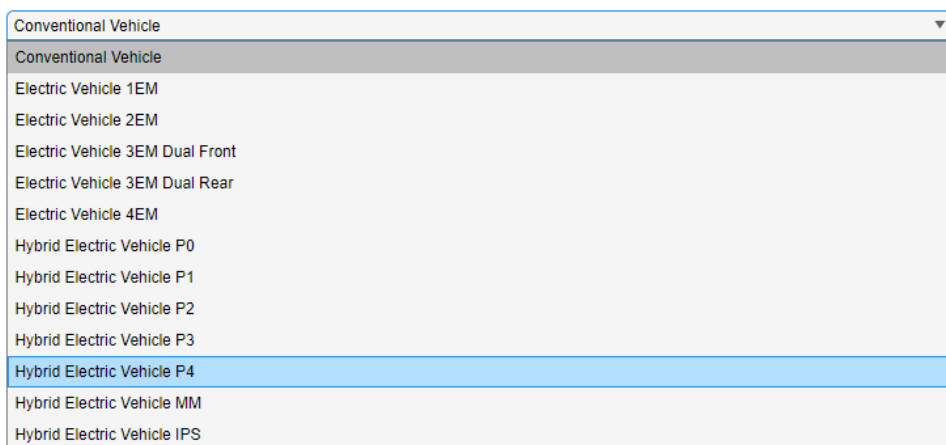 Conventional Vehicle
Conventional Vehicle
Electric Vehicle 1EM
Electric Vehicle 2EM
Electric Vehicle 3EM Dual Front
Electric Vehicle 3EM Dual Rear
Electric Vehicle 4EM
Hybrid Electric Vehicle P0
Hybrid Electric Vehicle P1
Hybrid Electric Vehicle P2
Hybrid Electric Vehicle P3
Hybrid Electric Vehicle P4
Hybrid Electric Vehicle MM
Hybrid Electric Vehicle IPS